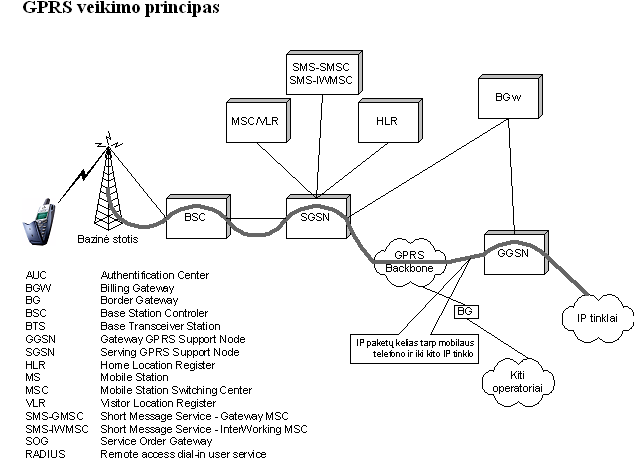 GPRS veikimo principas
SMS-SMSC
SMS-IWMSC
BGw
MSC/VLR
HLR
BSC
SGSN
Bazinė stotis
GPRS
Backbone
GGSN
BG
IP tinklai
IP paketų kelias tarp mobilaus
telefono ir iki kito IP tinklo
Kiti
operatoriai
AUC Authentification Center
BGW Billing Gateway
BG Border Gateway
BSC Base Station Controler
BTS Base Transceiver Station
GGSN Gateway GPRS Support Node
SGSN Serving GPRS Support Node
HLR Home Location Register
MS Mobile Station
MSC Mobile Station Switching Center
VLR Visitor Location Register
SMS-GMSC Short Message Service - Gateway MSC
SMS-IWMSC Short Message Service - InterWorking MSC
SOG Service Order Gateway
RADIUS Remote access dial-in user service